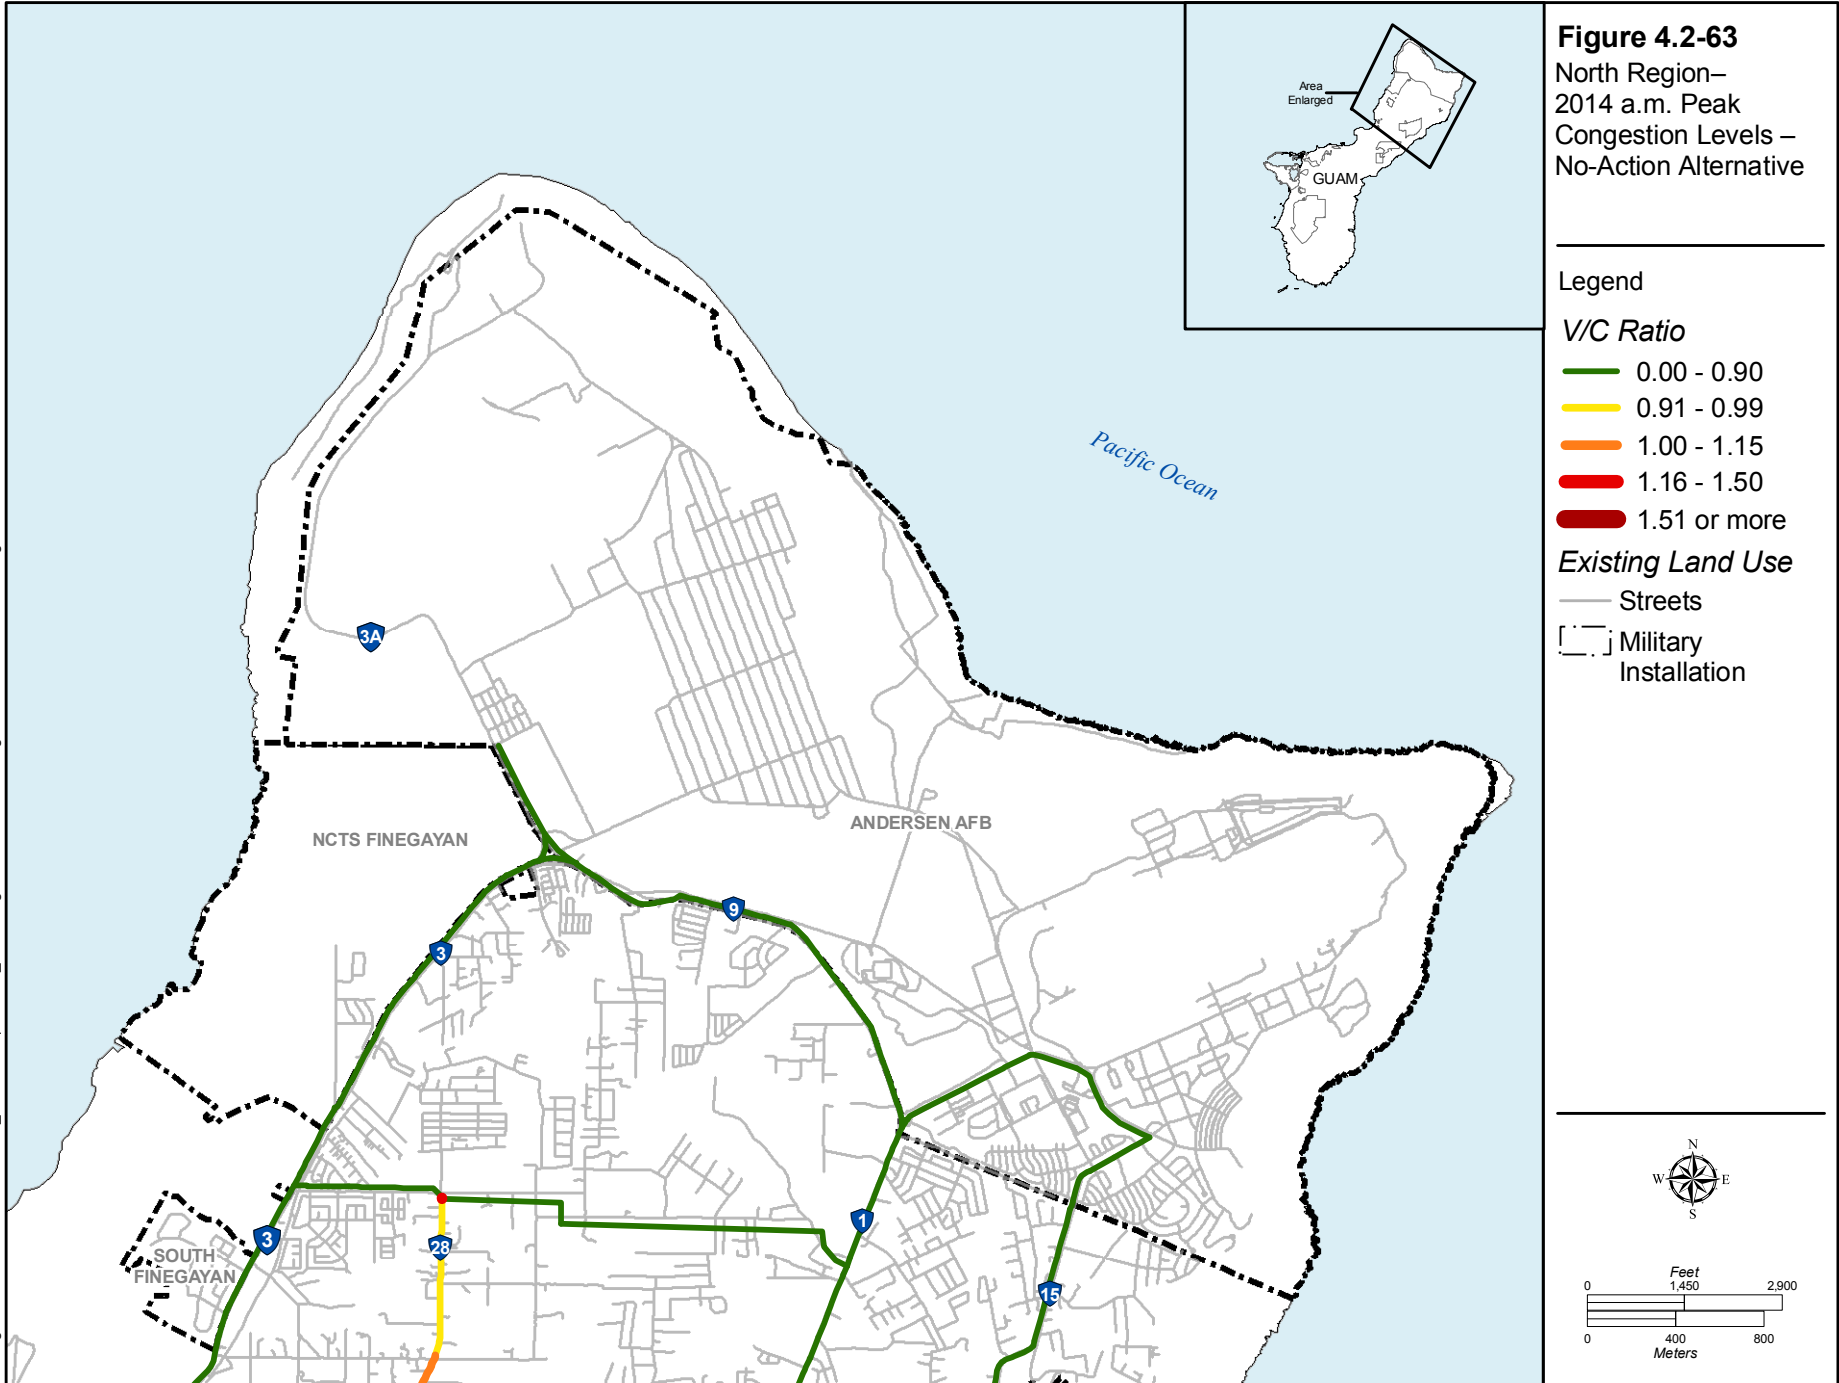 Figure 4.2-63
North Region–
2014 a.m. Peak
Congestion Levels –
No-Action Alternative
Legend
V/C Ratio
0.00 - 0.90
0.91 - 0.99
1.00 - 1.15
1.16 - 1.50
1.51 or more
Existing Land Use
Streets
Military
Installation
N
W E
S
Feet
0 1,450 2,900
0 400 800
Meters
Area
Enlarged
GUAM
Pacific Ocean
3A
NCTS FINEGAYAN
ANDERSEN AFB
9
3
1
3
28
SOUTH
FINEGAYAN
15